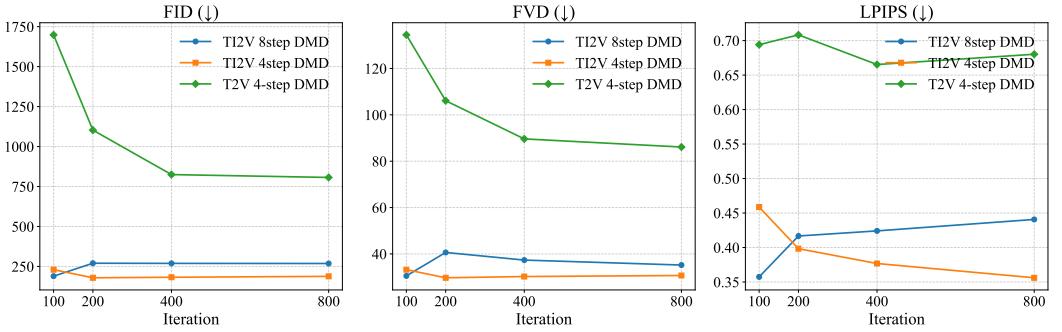 FID (↓)
1750
1500
1250
1000
750
500
250
100
200
400
800
Iteration
TI2V 8step DMD
TI2V 4step DMD
T2V 4-step DMD
FVD (↓)
120
100
80
60
40
100
200
400
800
Iteration
TI2V 8step DMD
TI2V 4step DMD
T2V 4-step DMD
LPIPS (↓)
0.70
0.65
0.60
0.55
0.50
0.45
0.40
0.35
100
200
400
800
Iteration
TI2V 8step DMD
TI2V 4step DMD
T2V 4-step DMD